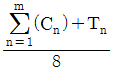 m
∑(Cₙ)+Tₙ
n=1
8